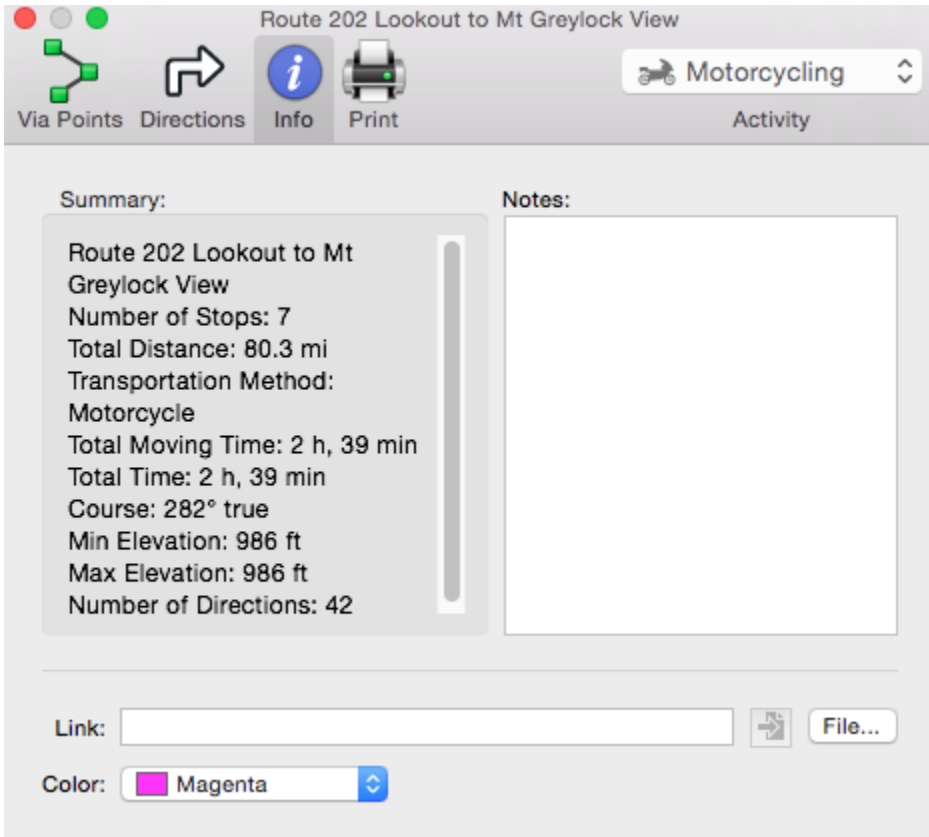 Route 202 Lookout to Mt Greylock View
Via Points
Directions
Info
Print
Motorcycling
Activity
Summary:
Route 202 Lookout to Mt
Greylock View
Number of Stops: 7
Total Distance: 80.3 mi
Transportation Method:
Motorcycle
Total Moving Time: 2 h, 39 min
Total Time: 2 h, 39 min
Course: 282° true
Min Elevation: 986 ft
Max Elevation: 986 ft
Number of Directions: 42
Notes:
Link:
File...
Color:
Magenta